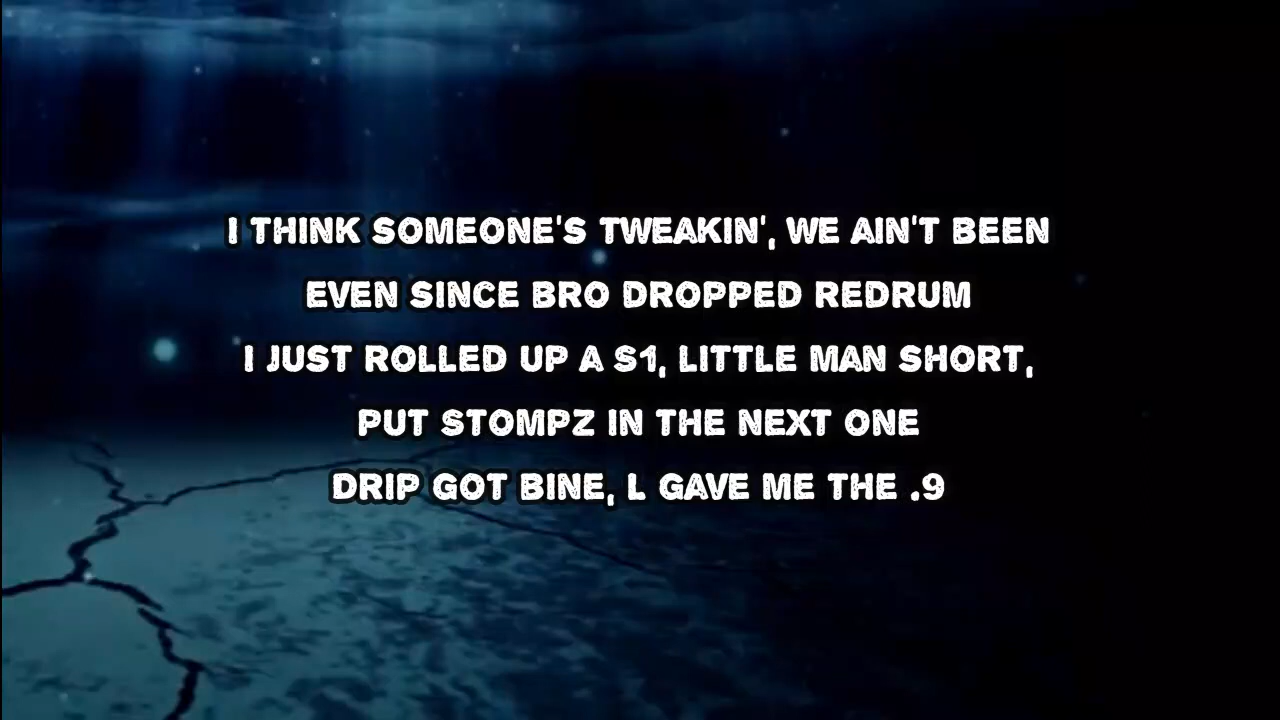 I THINK SOMEONE'S TWEAKIN', WE AIN'T BEEN
EVEN SINCE BRO DROPPED REDRUM
I JUST ROLLED UP A S1, LITTLE MAN SHORT,
PUT STOMPZ IN THE NEXT ONE
DRIP GOT BINE, L GAVE ME THE .9